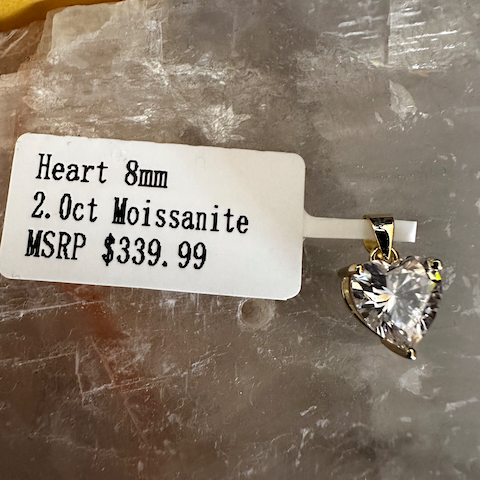 Heart 8mm
2.0ct Moissanite
MSRP $339.99